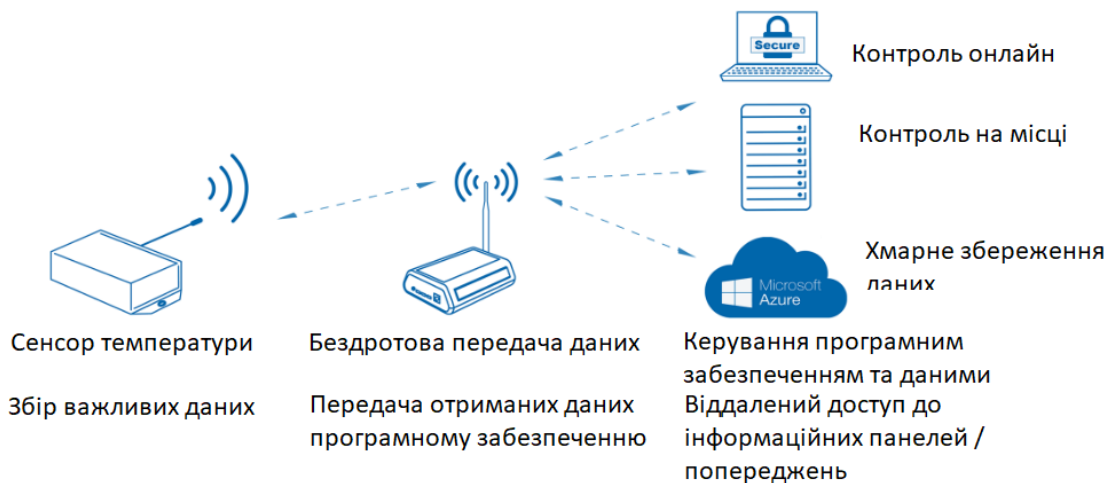 Secure
Контроль онлайн
Контроль на місці
Хмарне збереження
даних
Microsoft
Azure
Сенсор температури
Збір важливих даних
Бездротова передача даних
Передача отриманих даних
програмному забезпеченню
Керування програмним
забезпеченням та даними
Віддалений доступ до
інформаційних панелей /
попереджень